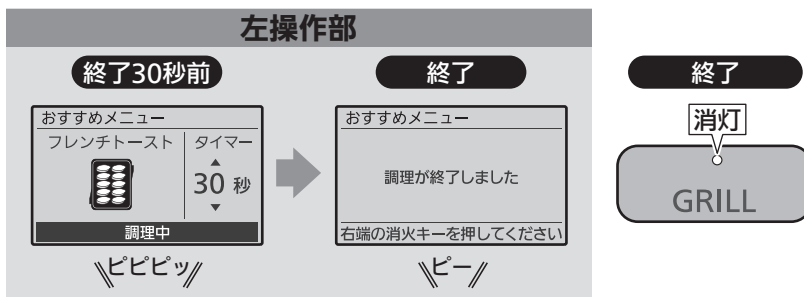 左操作部
終了30秒前
おすすめメニュー
フレンチトースト
タイマー
30 秒
調理中
ピピピッ
終了
おすすめメニュー
調理が終了しました
右端の消火キーを押してください
ピー
終了
消灯
GRILL